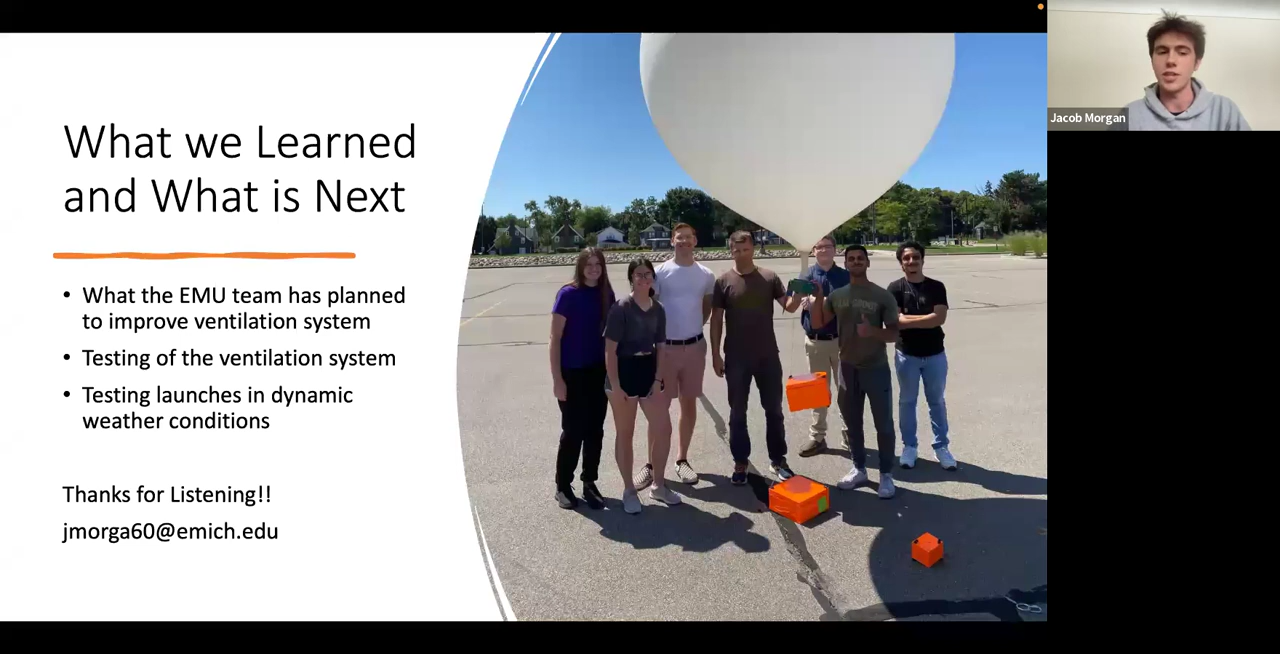 What we Learned
and What is Next
• What the EMU team has planned
to improve ventilation system
• Testing of the ventilation system
• Testing launches in dynamic
weather conditions
Thanks for Listening!!
jmorga60@emich.edu
Jacob Morgan